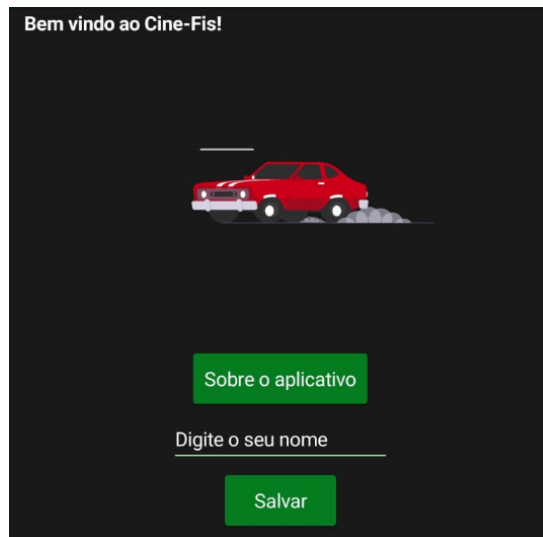 Bem vindo ao Cine-Fis!
Sobre o aplicativo
Digite o seu nome
Salvar